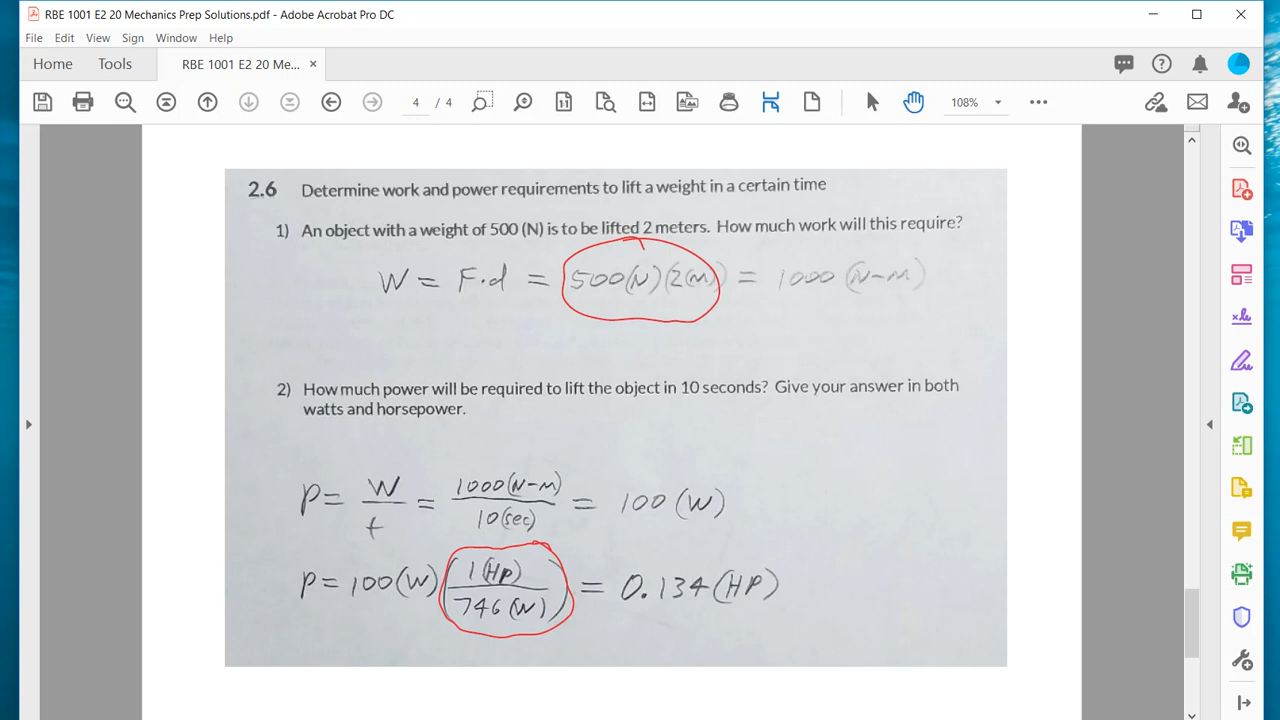 RBE 1001 E2 20 Mechanics Prep Solutions.pdf - Adobe Acrobat Pro DC
File Edit View Sign Window Help
Home Tools RBE 1001 E2 20 Me... ×
4 / 4 108%
2.6 Determine work and power requirements to lift a weight in a certain time
1) An object with a weight of 500 (N) is to be lifted 2 meters. How much work will this require?
W = F·d = 500(N)(2(M)) = 1000 (N-M)
2) How much power will be required to lift the object in 10 seconds? Give your answer in both
watts and horsepower.
P = W/t = 1000(N-M)/10(sec) = 100 (W)
P = 100(W) (1(HP)/746(W)) = 0.134(HP)